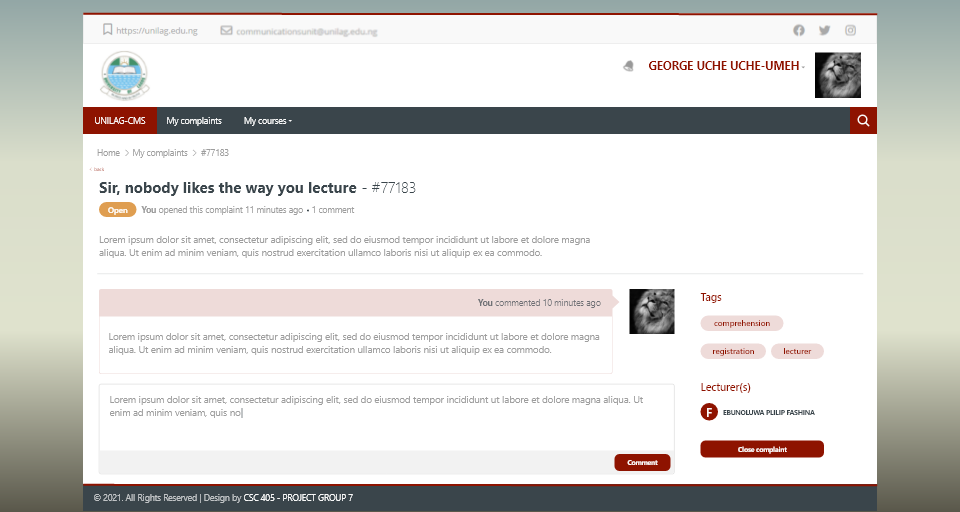 https://unilag.edu.ng
communicationsunit@unilag.edu.ng
GEORGE UCHE UCHE-UMEH
UNILAG-CMS
My complaints
My courses
Home > My complaints > #77183
< back
Sir, nobody likes the way you lecture - #77183
Open
You opened this complaint 11 minutes ago • 1 comment
Lorem ipsum dolor sit amet, consectetur adipiscing elit, sed do eiusmod tempor incididunt ut labore et dolore magna
aliqua. Ut enim ad minim veniam, quis nostrud exercitation ullamco laboris nisi ut aliquip ex ea commodo.
You commented 10 minutes ago
Lorem ipsum dolor sit amet, consectetur adipiscing elit, sed do eiusmod tempor incididunt ut labore et dolore magna
aliqua. Ut enim ad minim veniam, quis nostrud exercitation ullamco laboris nisi ut aliquip ex ea commodo.
Lorem ipsum dolor sit amet, consectetur adipiscing elit, sed do eiusmod tempor incididunt ut labore et dolore magna aliqua. Ut
enim ad minim veniam, quis no
Comment
Tags
comprehension
registration
lecturer
Lecturer(s)
F
EBUNOLUWA PLILIP FASHINA
Close complaint
© 2021. All Rights Reserved | Design by CSC 405 - PROJECT GROUP 7